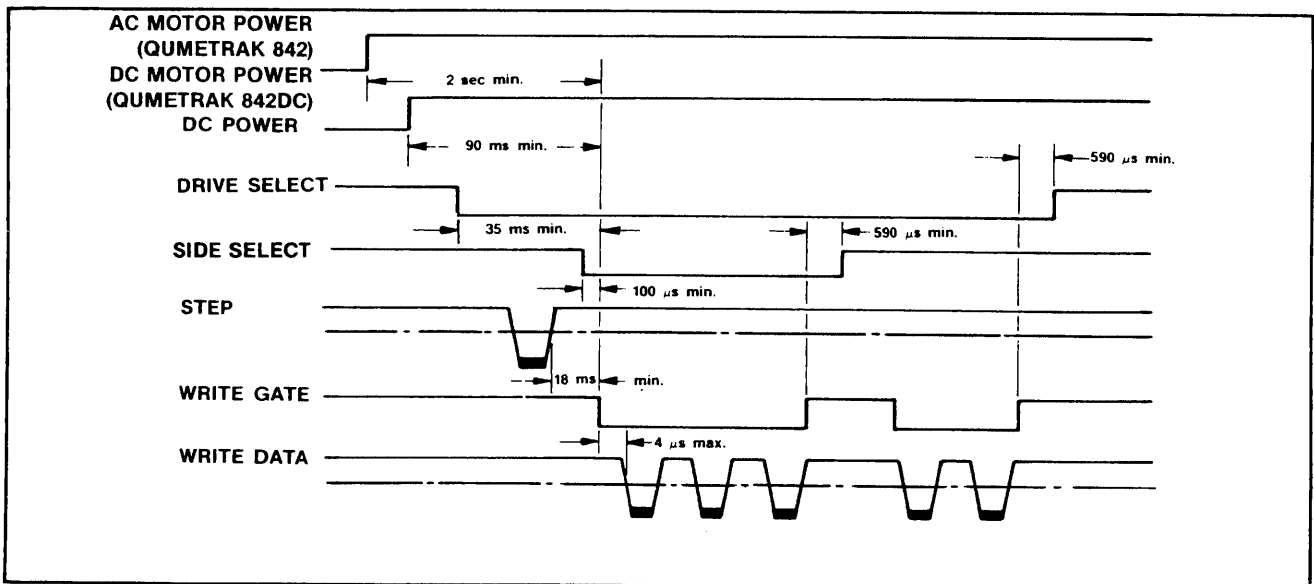 AC MOTOR POWER
(QUMETRAK 842)
DC MOTOR POWER
(QUMETRAK 842DC)
2 sec min.
DC POWER
90 ms min.
590 μs min.
DRIVE SELECT
35 ms min.
590 μs min.
SIDE SELECT
100 μs min.
STEP
18 ms min.
WRITE GATE
4 μs max.
WRITE DATA